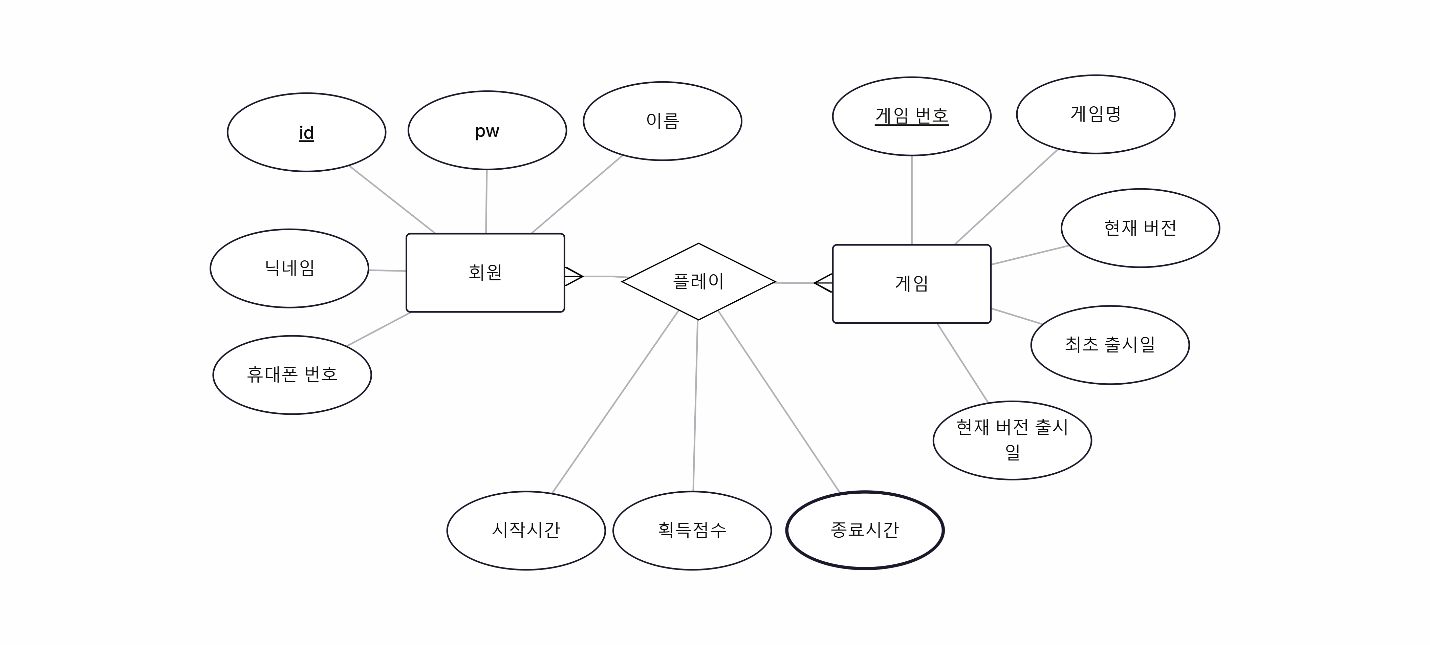 id
pw
이름
게임 번호
게임명
닉네임
회원
플레이
게임
현재 버전
휴대폰 번호
최초 출시일
현재 버전 출시
일
시작시간
획득점수
종료시간